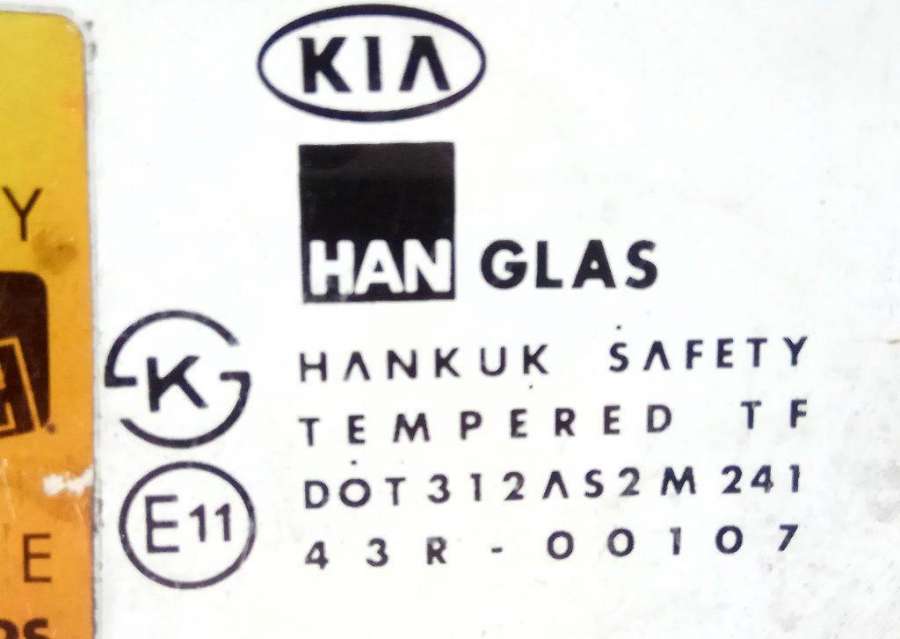 KIA
HAN GLAS
K
HANKUK SAFETY
TEMPERED TF
DOT312AS2M241
E11
43R-00107
Y
E